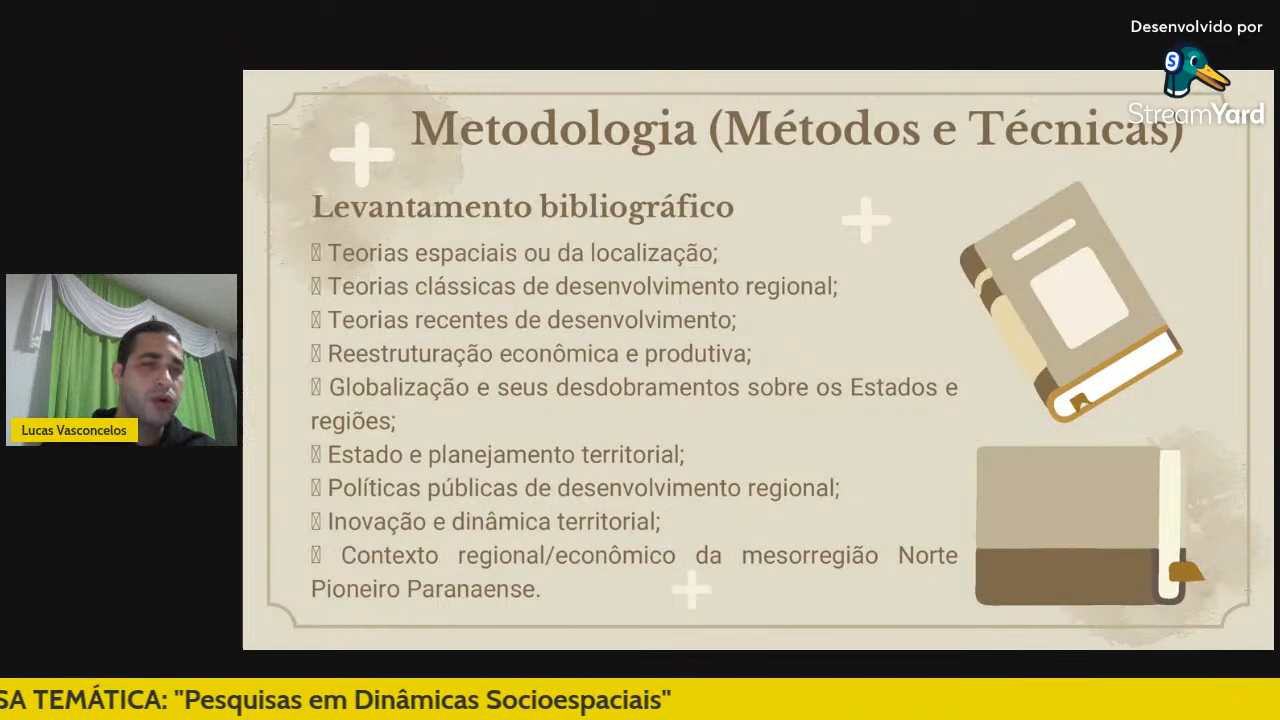 Desenvolvido por
StreamYard
Metodologia (Métodos e Técnicas)
Levantamento bibliográfico
Teorias espaciais ou da localização;
Teorias clássicas de desenvolvimento regional;
Teorias recentes de desenvolvimento;
Reestruturação econômica e produtiva;
Globalização e seus desdobramentos sobre os Estados e
regiões;
Estado e planejamento territorial;
Políticas públicas de desenvolvimento regional;
Inovação e dinâmica territorial;
Contexto regional/econômico da mesorregião Norte
Pioneiro Paranaense.
Lucas Vasconcelos
SA TEMÁTICA: "Pesquisas em Dinâmicas Socioespaciais"